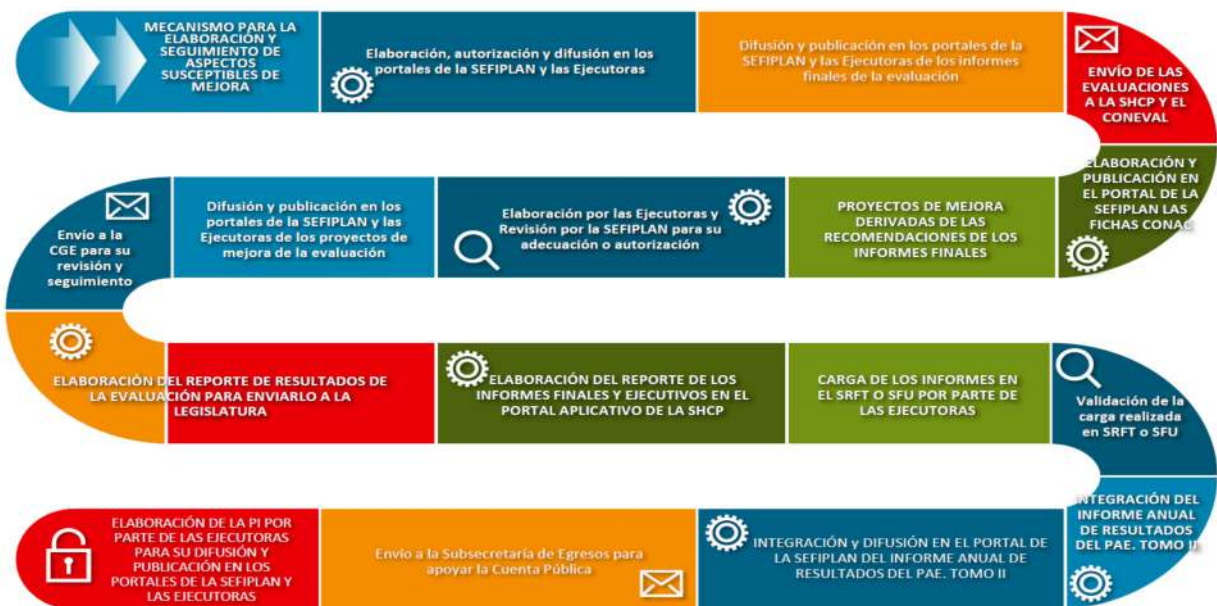 MECANISMO PARA LA
ELABORACIÓN Y
SEGUIMIENTO DE
ASPECTOS
SUSCEPTIBLES DE
MEJORA
Elaboración, autorización y difusión en los
portales de la SEFIPLAN y las Ejecutoras
Difusión y publicación en los portales de la
SEFIPLAN y las Ejecutoras de los informes
finales de la evaluación
ENVÍO DE LAS
EVALUACIONES
A LA SHCP Y EL
CONEVAL
ELABORACIÓN Y
PUBLICACIÓN EN
EL PORTAL DE LA
SEFIPLAN LAS
FICHAS CONAC
PROYECTOS DE MEJORA
DERIVADAS DE LAS
RECOMENDACIONES DE LOS
INFORMES FINALES
Elaboración por las Ejecutoras y
Revisión por la SEFIPLAN para su
adecuación o autorización
Difusión y publicación en los
portales de la SEFIPLAN y las
Ejecutoras de los proyectos de
mejora de la evaluación
Envío a la
CGE para su
revisión y
seguimiento
ELABORACIÓN DEL REPORTE DE RESULTADOS DE
LA EVALUACIÓN PARA ENVIARLO A LA
LEGISLATURA
ELABORACIÓN DEL REPORTE DE LOS
INFORMES FINALES Y EJECUTIVOS EN EL
PORTAL APLICATIVO DE LA SHCP
CARGA DE LOS INFORMES EN
EL SRFT O SFU POR PARTE DE
LAS EJECUTORAS
Validación de la
carga realizada
en SRFT o SFU
INTEGRACIÓN DEL
INFORME ANUAL
DE RESULTADOS
DEL PAE. TOMO II
INTEGRACIÓN y DIFUSIÓN EN EL PORTAL DE
LA SEFIPLAN DEL INFORME ANUAL DE
RESULTADOS DEL PAE. TOMO II
Envío a la Subsecretaría de Egresos para
apoyar la Cuenta Pública
ELABORACIÓN DE LA PI POR
PARTE DE LAS EJECUTORAS
PARA SU DIFUSIÓN Y
PUBLICACIÓN EN LOS
PORTALES DE LA SEFIPLAN Y
LAS EJECUTORAS